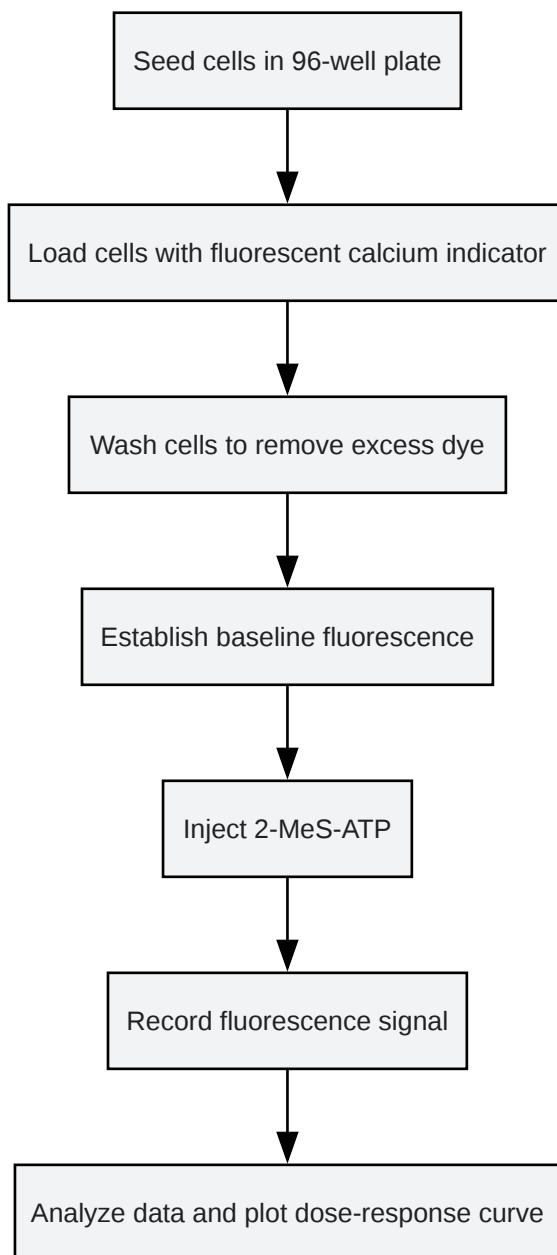 Seed cells in 96-well plate
Load cells with fluorescent calcium indicator
Wash cells to remove excess dye
Establish baseline fluorescence
Inject 2-MeS-ATP
Record fluorescence signal
Analyze data and plot dose-response curve